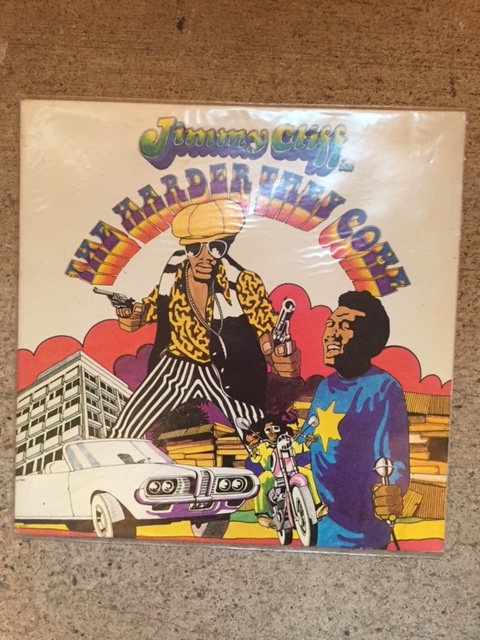 Jimmy Cliff
in
THE HARDER THEY COME